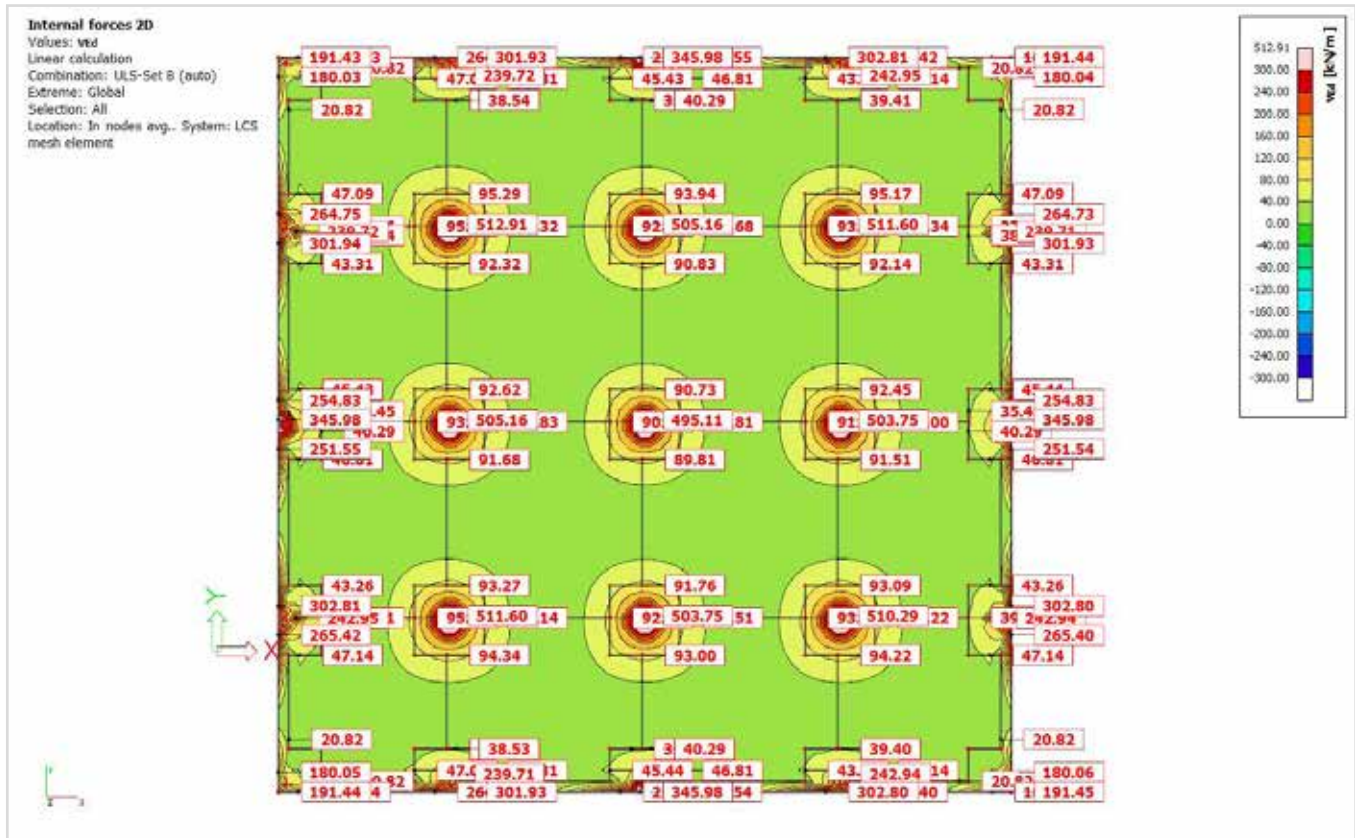 Internal forces 2D
Values: vEd
Linear calculation
Combination: ULS-Set B (auto)
Extreme: Global
Selection: All
Location: In nodes avg.. System: LCS
mesh element
191.43 301.93 345.98 302.81 191.44
180.03 239.72 45.43 46.81 242.95 180.04
38.54 40.29 39.41
20.82 20.82
47.09 95.29 93.94 95.17 47.09
264.75 264.73
512.91 505.16 511.60
301.94 301.93
43.31 92.32 90.83 92.14 43.31
92.62 90.73 92.45
254.83 254.83
345.98 505.16 495.11 503.75 345.98
40.29 40.29
251.55 251.54
91.68 89.81 91.51
43.26 93.27 91.76 93.09 43.26
302.81 302.80
242.95 511.60 503.75 510.29 242.94
265.42 265.40
47.14 94.34 93.00 94.22 47.14
20.82 20.82
38.53 40.29 39.40
180.05 239.71 45.44 46.81 242.94 180.06
191.44 301.93 345.98 302.80 191.45
Y
X
vEd [kN/m]
512.91
300.00
240.00
200.00
160.00
120.00
80.00
40.00
0.00
-40.00
-80.00
-120.00
-160.00
-200.00
-240.00
-300.00